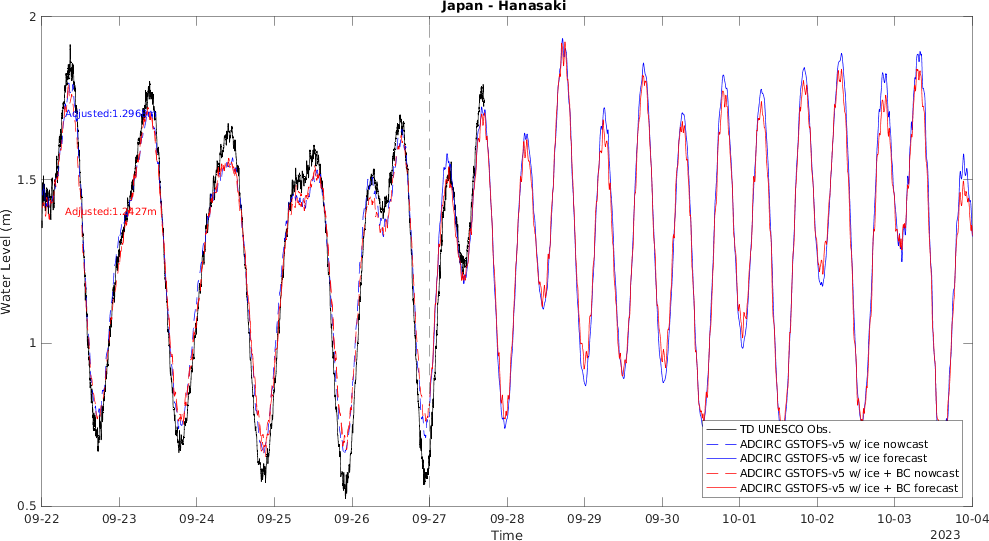 Japan - Hanasaki
2
1.5
1
0.5
Water Level (m)
Adjusted:1.296
Adjusted:1.2427m
TD UNESCO Obs.
ADCIRC GSTOFS-v5 w/ ice nowcast
ADCIRC GSTOFS-v5 w/ ice forecast
ADCIRC GSTOFS-v5 w/ ice + BC nowcast
ADCIRC GSTOFS-v5 w/ ice + BC forecast
09-22 09-23 09-24 09-25 09-26 09-27 09-28 09-29 09-30 10-01 10-02 10-03 10-04
Time
2023